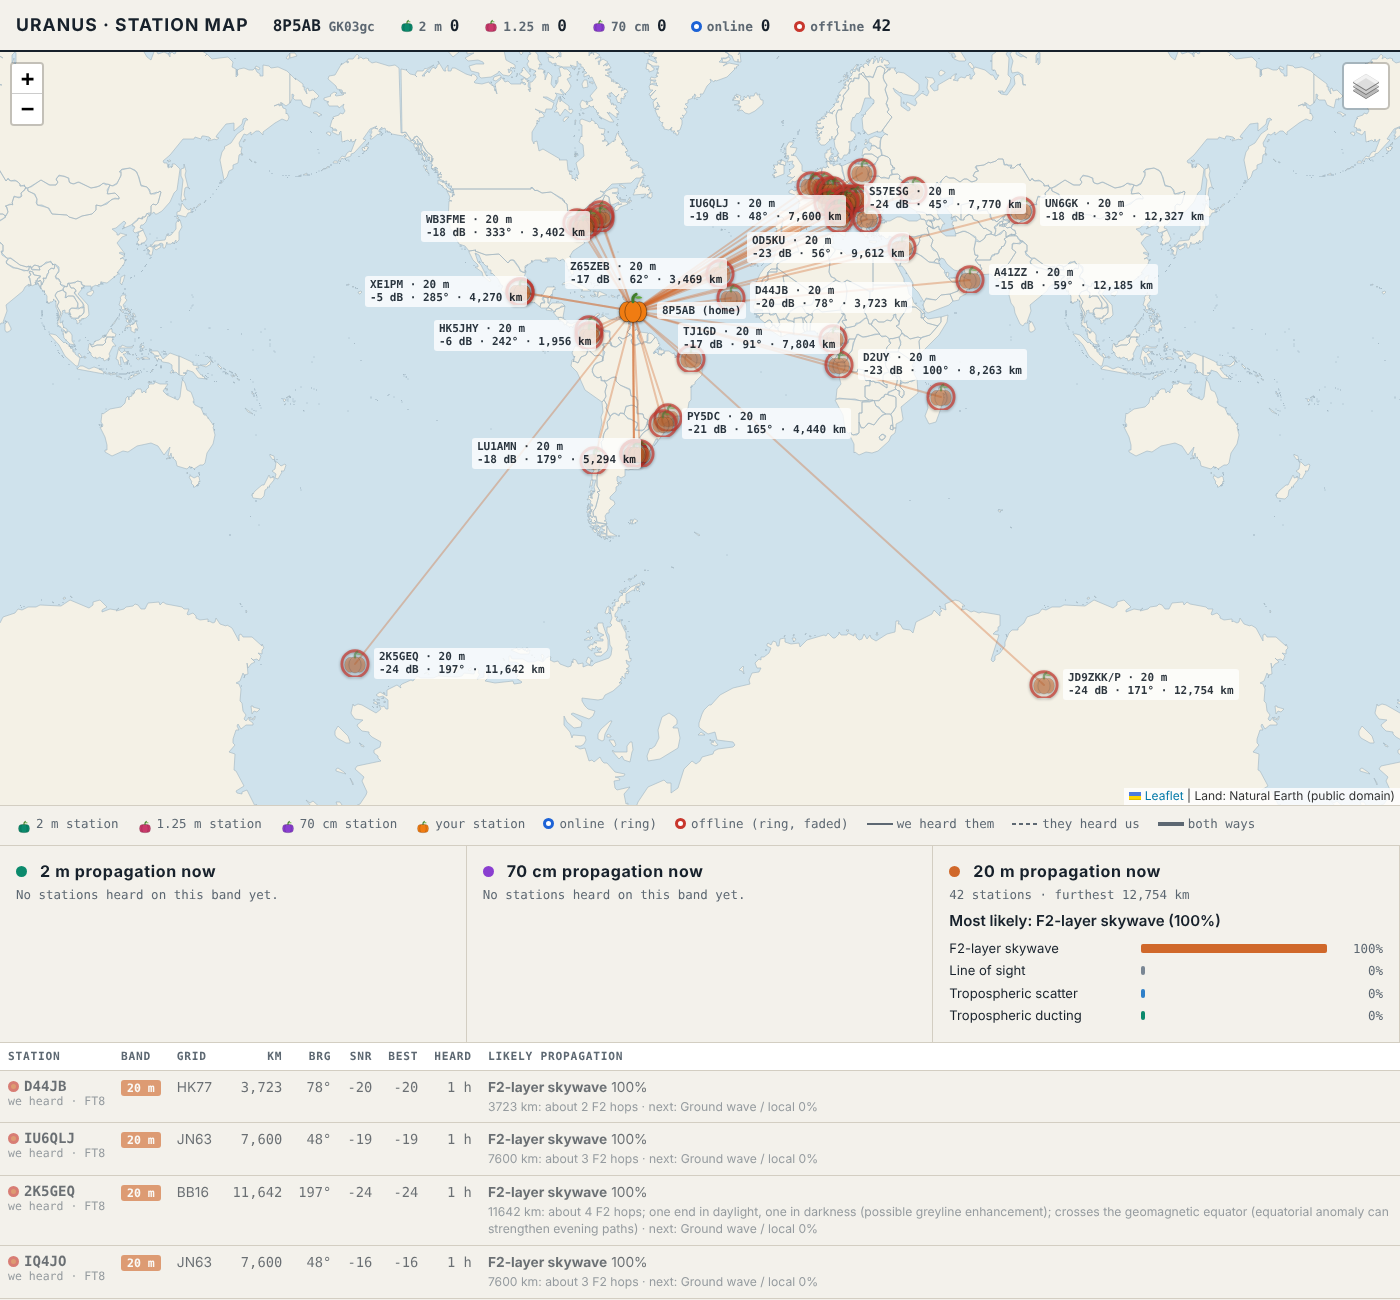 URANUS · STATION MAP 8P5AB GK03gc 2 m 0 1.25 m 0 70 cm 0 online 0 offline 42
+
−
S57ESG · 20 m
-24 dB · 45° · 7,770 km
IU6QLJ · 20 m
-19 dB · 48° · 7,600 km
UN6GK · 20 m
-18 dB · 32° · 12,327 km
WB3FME · 20 m
-18 dB · 333° · 3,402 km
OD5KU · 20 m
-23 dB · 56° · 9,612 km
Z65ZEB · 20 m
-17 dB · 62° · 3,469 km
A41ZZ · 20 m
-15 dB · 59° · 12,185 km
XE1PM · 20 m
-5 dB · 285° · 4,270 km
D44JB · 20 m
-20 dB · 78° · 3,723 km
8P5AB (home)
HK5JHY · 20 m
-6 dB · 242° · 1,956 km
TJ1GD · 20 m
-17 dB · 91° · 7,804 km
D2UY · 20 m
-23 dB · 100° · 8,263 km
PY5DC · 20 m
-21 dB · 165° · 4,440 km
LU1AMN · 20 m
-18 dB · 179° · 5,294 km
2K5GEQ · 20 m
-24 dB · 197° · 11,642 km
JD9ZKK/P · 20 m
-24 dB · 171° · 12,754 km
Leaflet | Land: Natural Earth (public domain)
2 m station 1.25 m station 70 cm station your station online (ring) offline (ring, faded) we heard them they heard us both ways
2 m propagation now
No stations heard on this band yet.
70 cm propagation now
No stations heard on this band yet.
20 m propagation now
42 stations · furthest 12,754 km
Most likely: F2-layer skywave (100%)
F2-layer skywave 100%
Line of sight 0%
Tropospheric scatter 0%
Tropospheric ducting 0%
STATION BAND GRID KM BRG SNR BEST HEARD LIKELY PROPAGATION
D44JB 20 m HK77 3,723 78° -20 -20 1 h F2-layer skywave 100%
we heard · FT8 3723 km: about 2 F2 hops · next: Ground wave / local 0%
IU6QLJ 20 m JN63 7,600 48° -19 -19 1 h F2-layer skywave 100%
we heard · FT8 7600 km: about 3 F2 hops · next: Ground wave / local 0%
2K5GEQ 20 m BB16 11,642 197° -24 -24 1 h F2-layer skywave 100%
we heard · FT8 11642 km: about 4 F2 hops; one end in daylight, one in darkness (possible greyline enhancement); crosses the geomagnetic equator (equatorial anomaly can
strengthen evening paths) · next: Ground wave / local 0%
IQ4JO 20 m JN63 7,600 48° -16 -16 1 h F2-layer skywave 100%
we heard · FT8 7600 km: about 3 F2 hops · next: Ground wave / local 0%